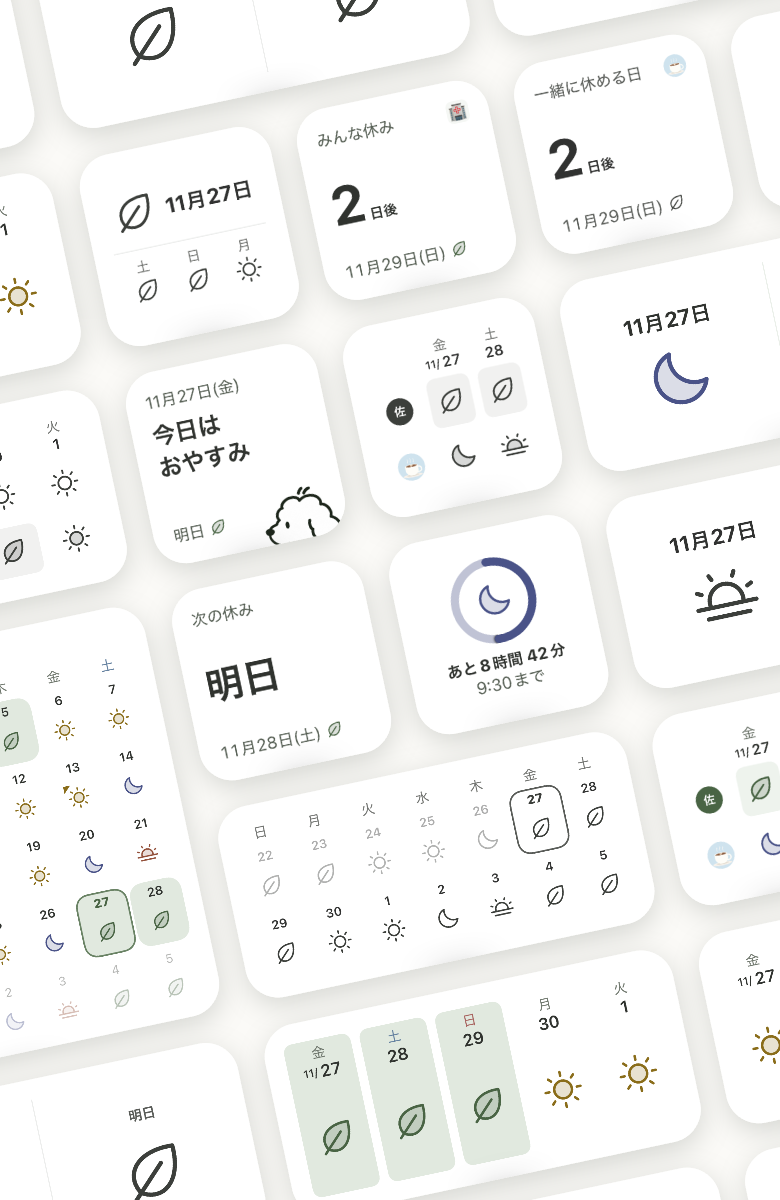 火
1
11月27日
土
日
月
みんな休み
2日後
11月29日(日)
一緒に休める日
2日後
11月29日(日)
火
1
11月27日(金)
今日は
おやすみ
明日
金
土
11/27
28
佐
11月27日
木
金
土
5
6
7
12
13
14
19
20
21
26
27
28
2
3
4
5
次の休み
明日
11月28日(土)
あと8時間 42分
9:30まで
11月27日
日 月 火 水 木 金 土
22 23 24 25 26 27 28
29 30 1 2 3 4 5
金
11/27
佐
明日
金 土 日 月 火
11/27 28 29 30 1
金
11/27